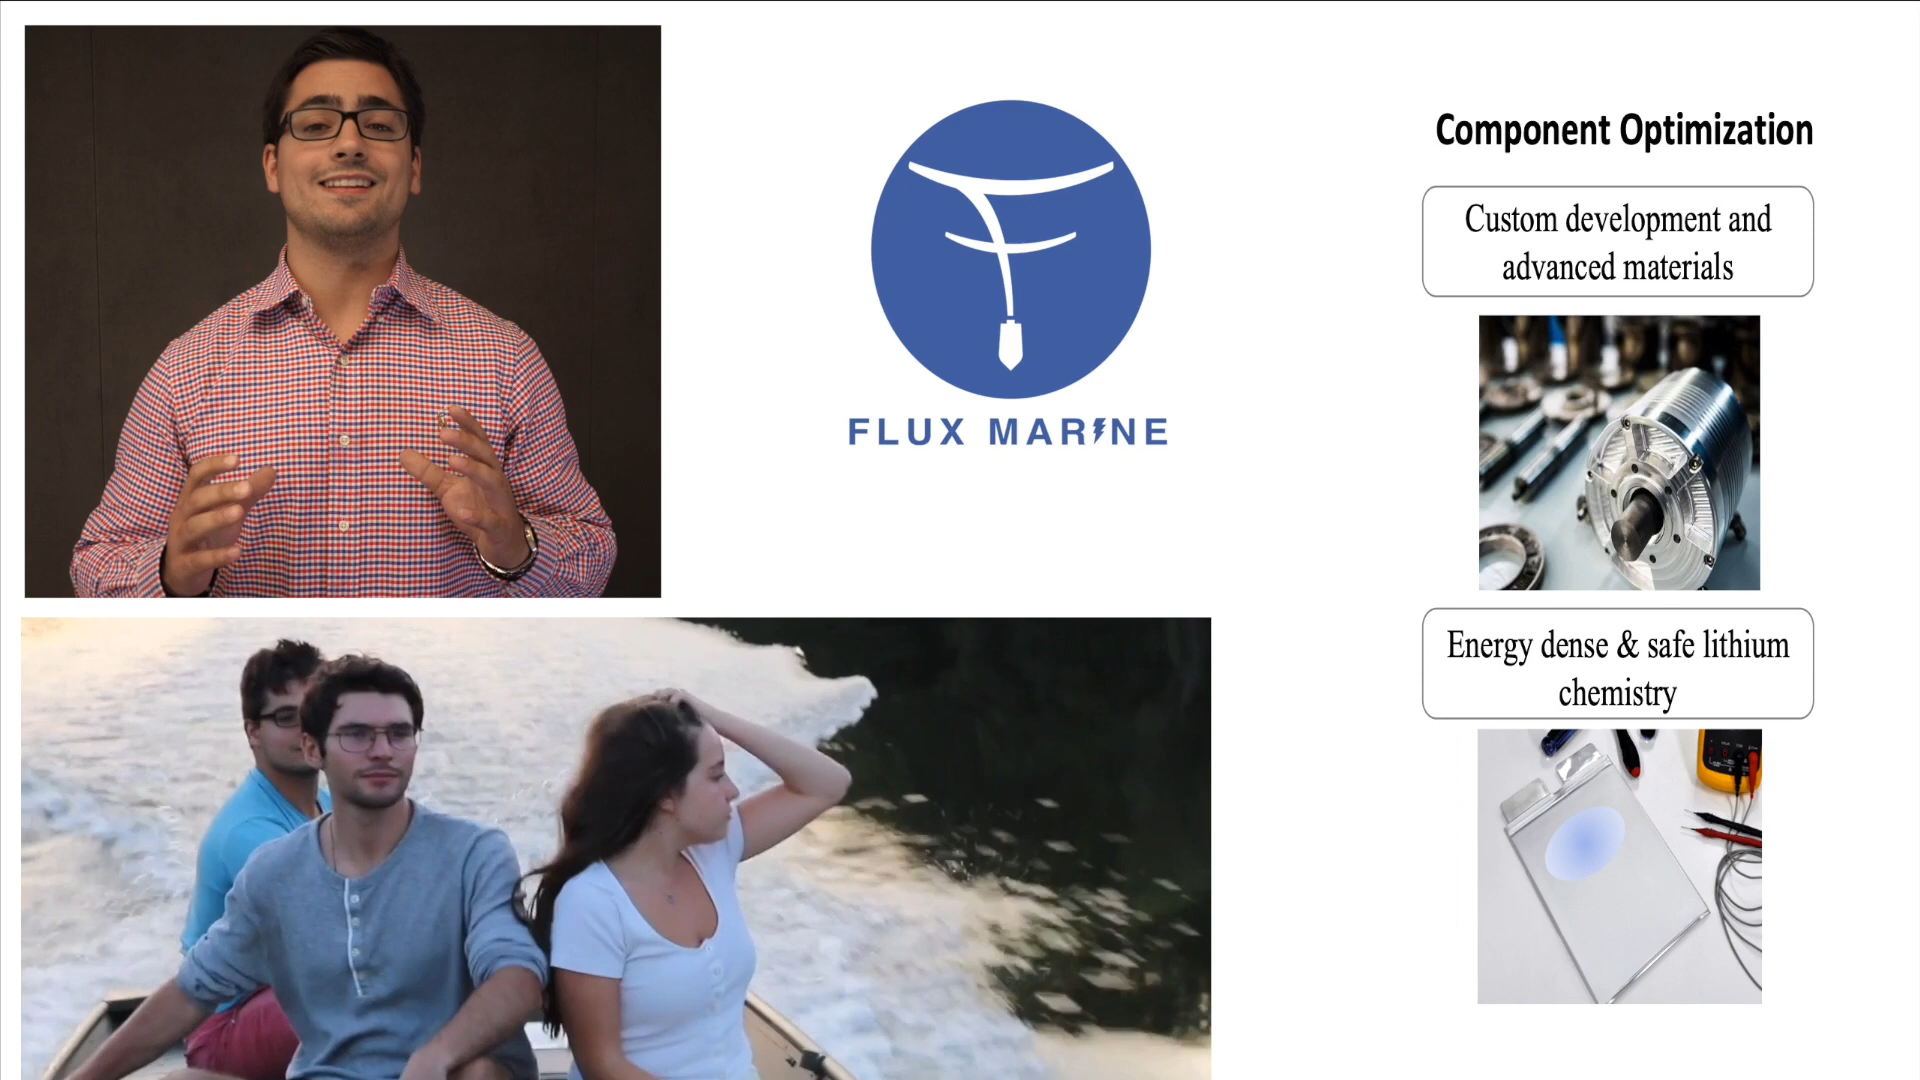 FLUX MARINE
Component Optimization
Custom development and
advanced materials
Energy dense & safe lithium
chemistry